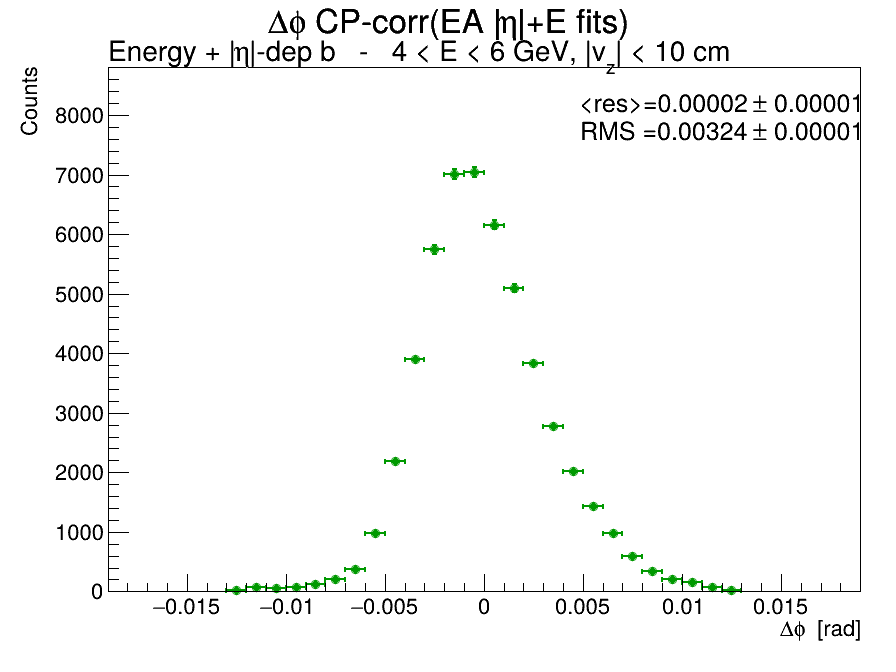 Δϕ CP-corr(EA |η|+E fits)
Energy + |η|-dep b - 4 < E < 6 GeV, |v_z| < 10 cm
Counts
<res>=0.00002 ± 0.00001
RMS =0.00324 ± 0.00001
8000
7000
6000
5000
4000
3000
2000
1000
0
−0.015 −0.01 −0.005 0 0.005 0.01 0.015
Δϕ [rad]